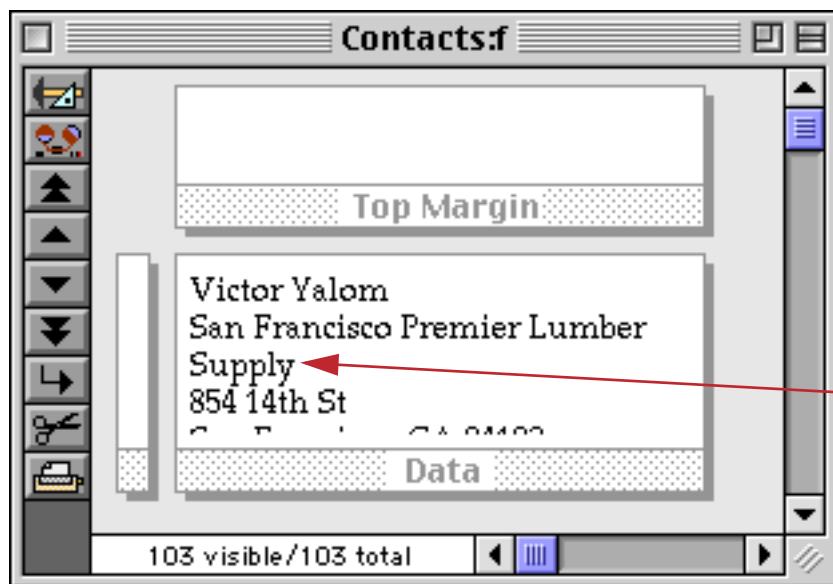 Contacts:f
Top Margin
Victor Yalom
San Francisco Premier Lumber
Supply
854 14th St
Data
103 visible/103 total